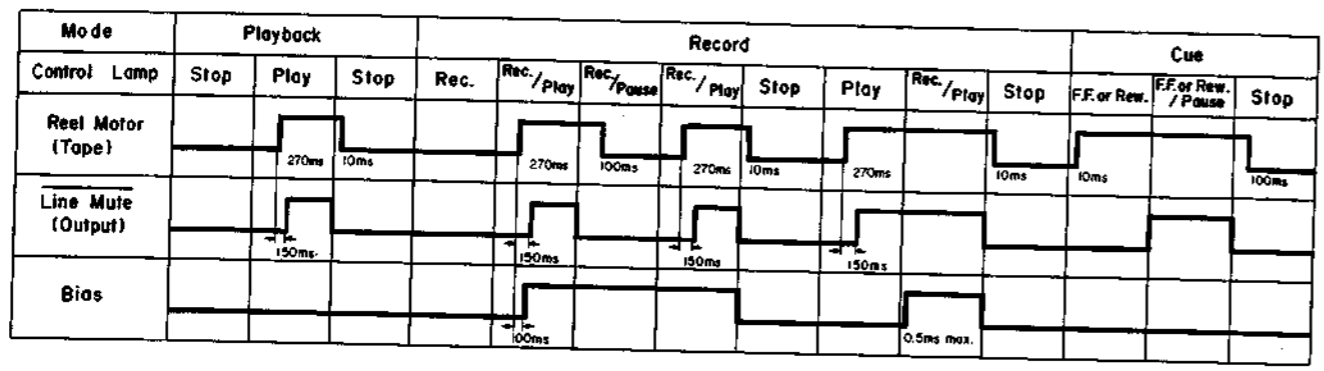 Mode Playback Record Cue
Control Lamp Stop Play Stop Rec. Rec./Play Rec./Pause Rec./Play Stop Play Rec./Play Stop F.F. or Rew. F.F. or Rew./Pause Stop
Reel Motor
(Tape)
270ms 10ms 270ms 100ms 270ms 10ms 270ms 10ms 10ms 100ms
Line Mute
(Output)
150ms 150ms 150ms 150ms
Bias
100ms 0.5ms max.